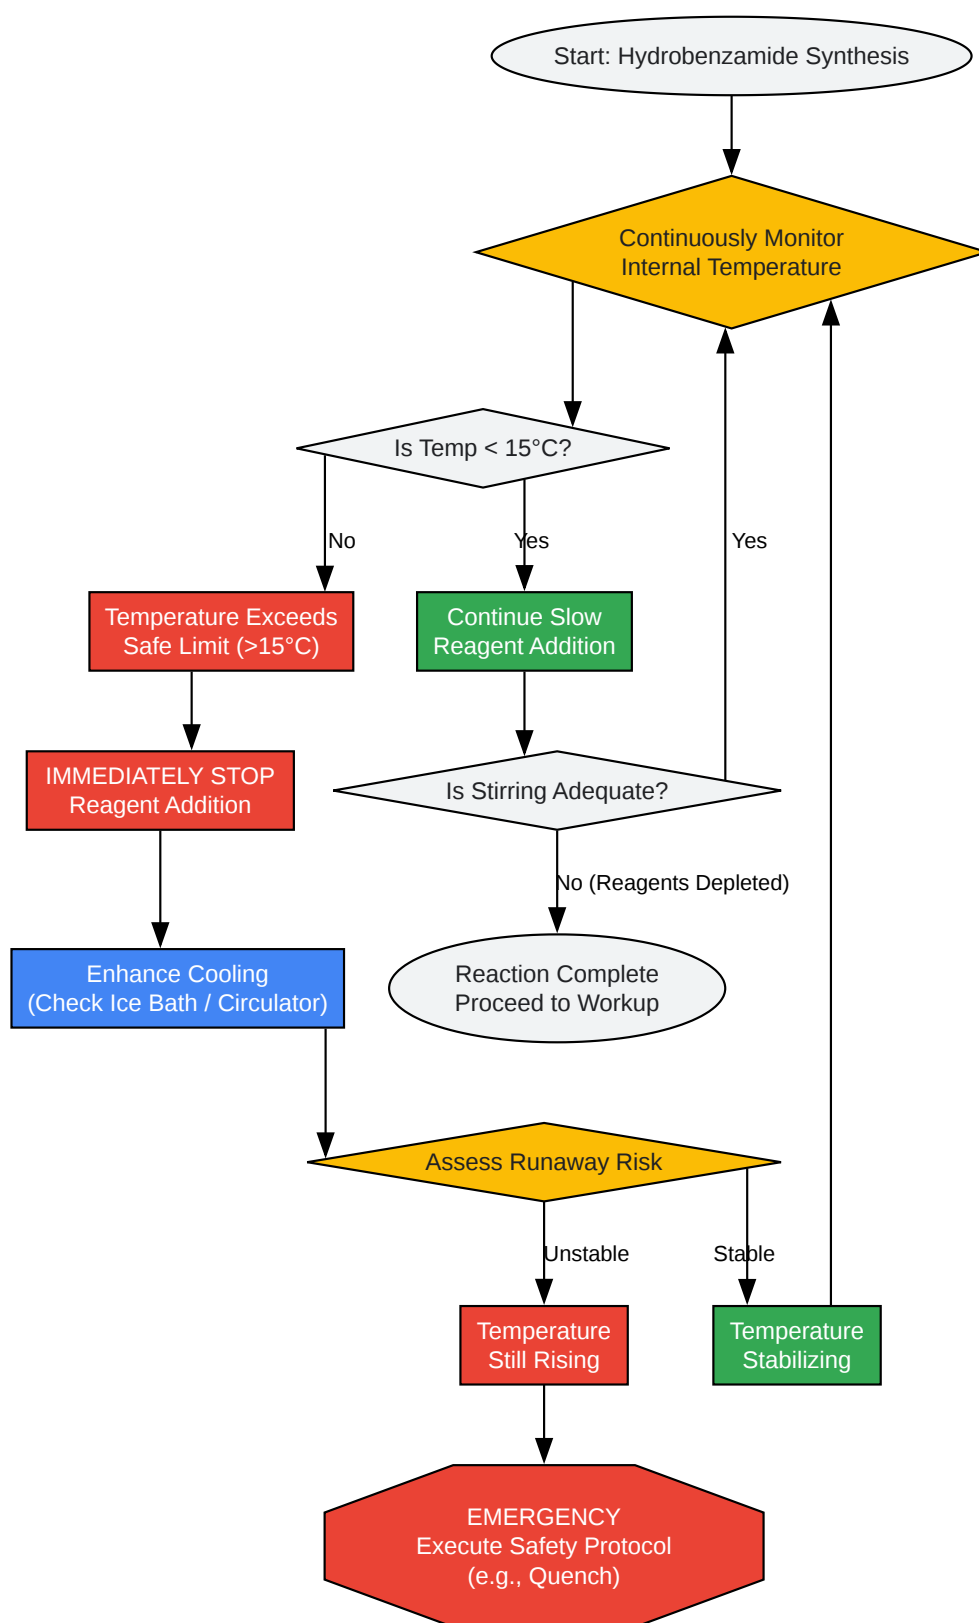 Start: Hydrobenzamide Synthesis
Continuously Monitor
Internal Temperature
Is Temp < 15°C?
No
Yes
Yes
Temperature Exceeds
Safe Limit (>15°C)
Continue Slow
Reagent Addition
IMMEDIATELY STOP
Reagent Addition
Is Stirring Adequate?
No (Reagents Depleted)
Enhance Cooling
(Check Ice Bath / Circulator)
Reaction Complete
Proceed to Workup
Assess Runaway Risk
Unstable
Stable
Temperature
Still Rising
Temperature
Stabilizing
EMERGENCY
Execute Safety Protocol
(e.g., Quench)